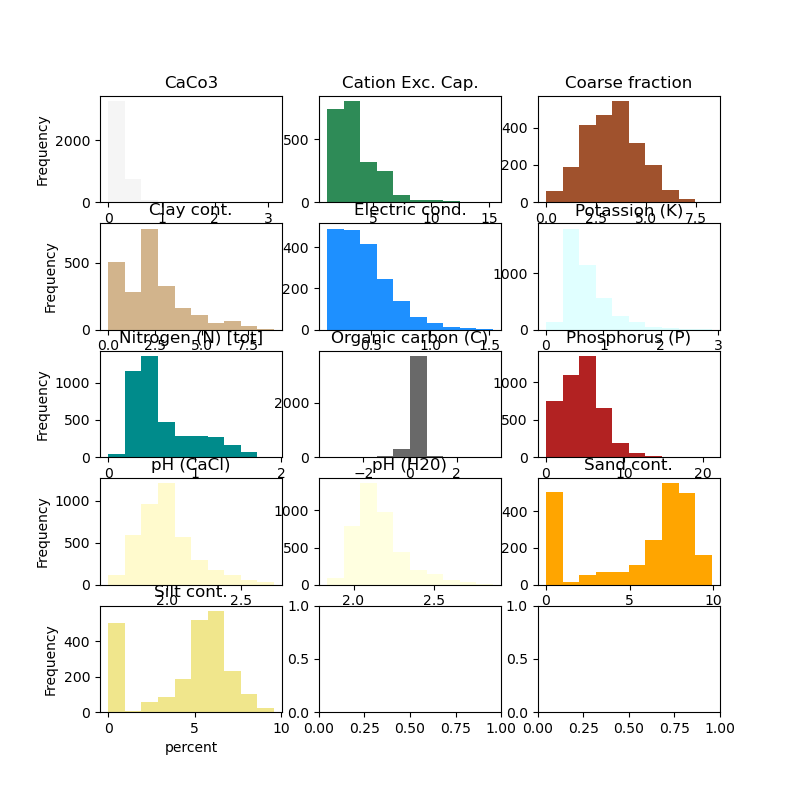 CaCo3 Cation Exc. Cap. Coarse fraction
Frequency 0 2000 0 500 0 200 400
0 1 2 3 5 10 15 0.0 2.5 5.0 7.5
Clay cont. Electric cond. Potassion (K)
Frequency 0 500 0 200 400 0 1000
0.0 2.5 5.0 7.5 0.5 1.0 1.5 0 1 2 3
Nitrogen (N) [tot] Organic carbon (C) Phosphorus (P)
Frequency 0 500 1000 0 2000 0 500 1000
0 1 2 −2 0 2 0 10 20
pH (CaCl) pH (H20) Sand cont.
Frequency 0 500 1000 0 500 1000 0 200 400
2.0 2.5 2.0 2.5 0 5 10
Silt cont.
Frequency 0 200 400 0.0 0.5 1.0 0.0 0.5 1.0
0 5 10 0.00 0.25 0.50 0.75 1.00 0.00 0.25 0.50 0.75 1.00
percent